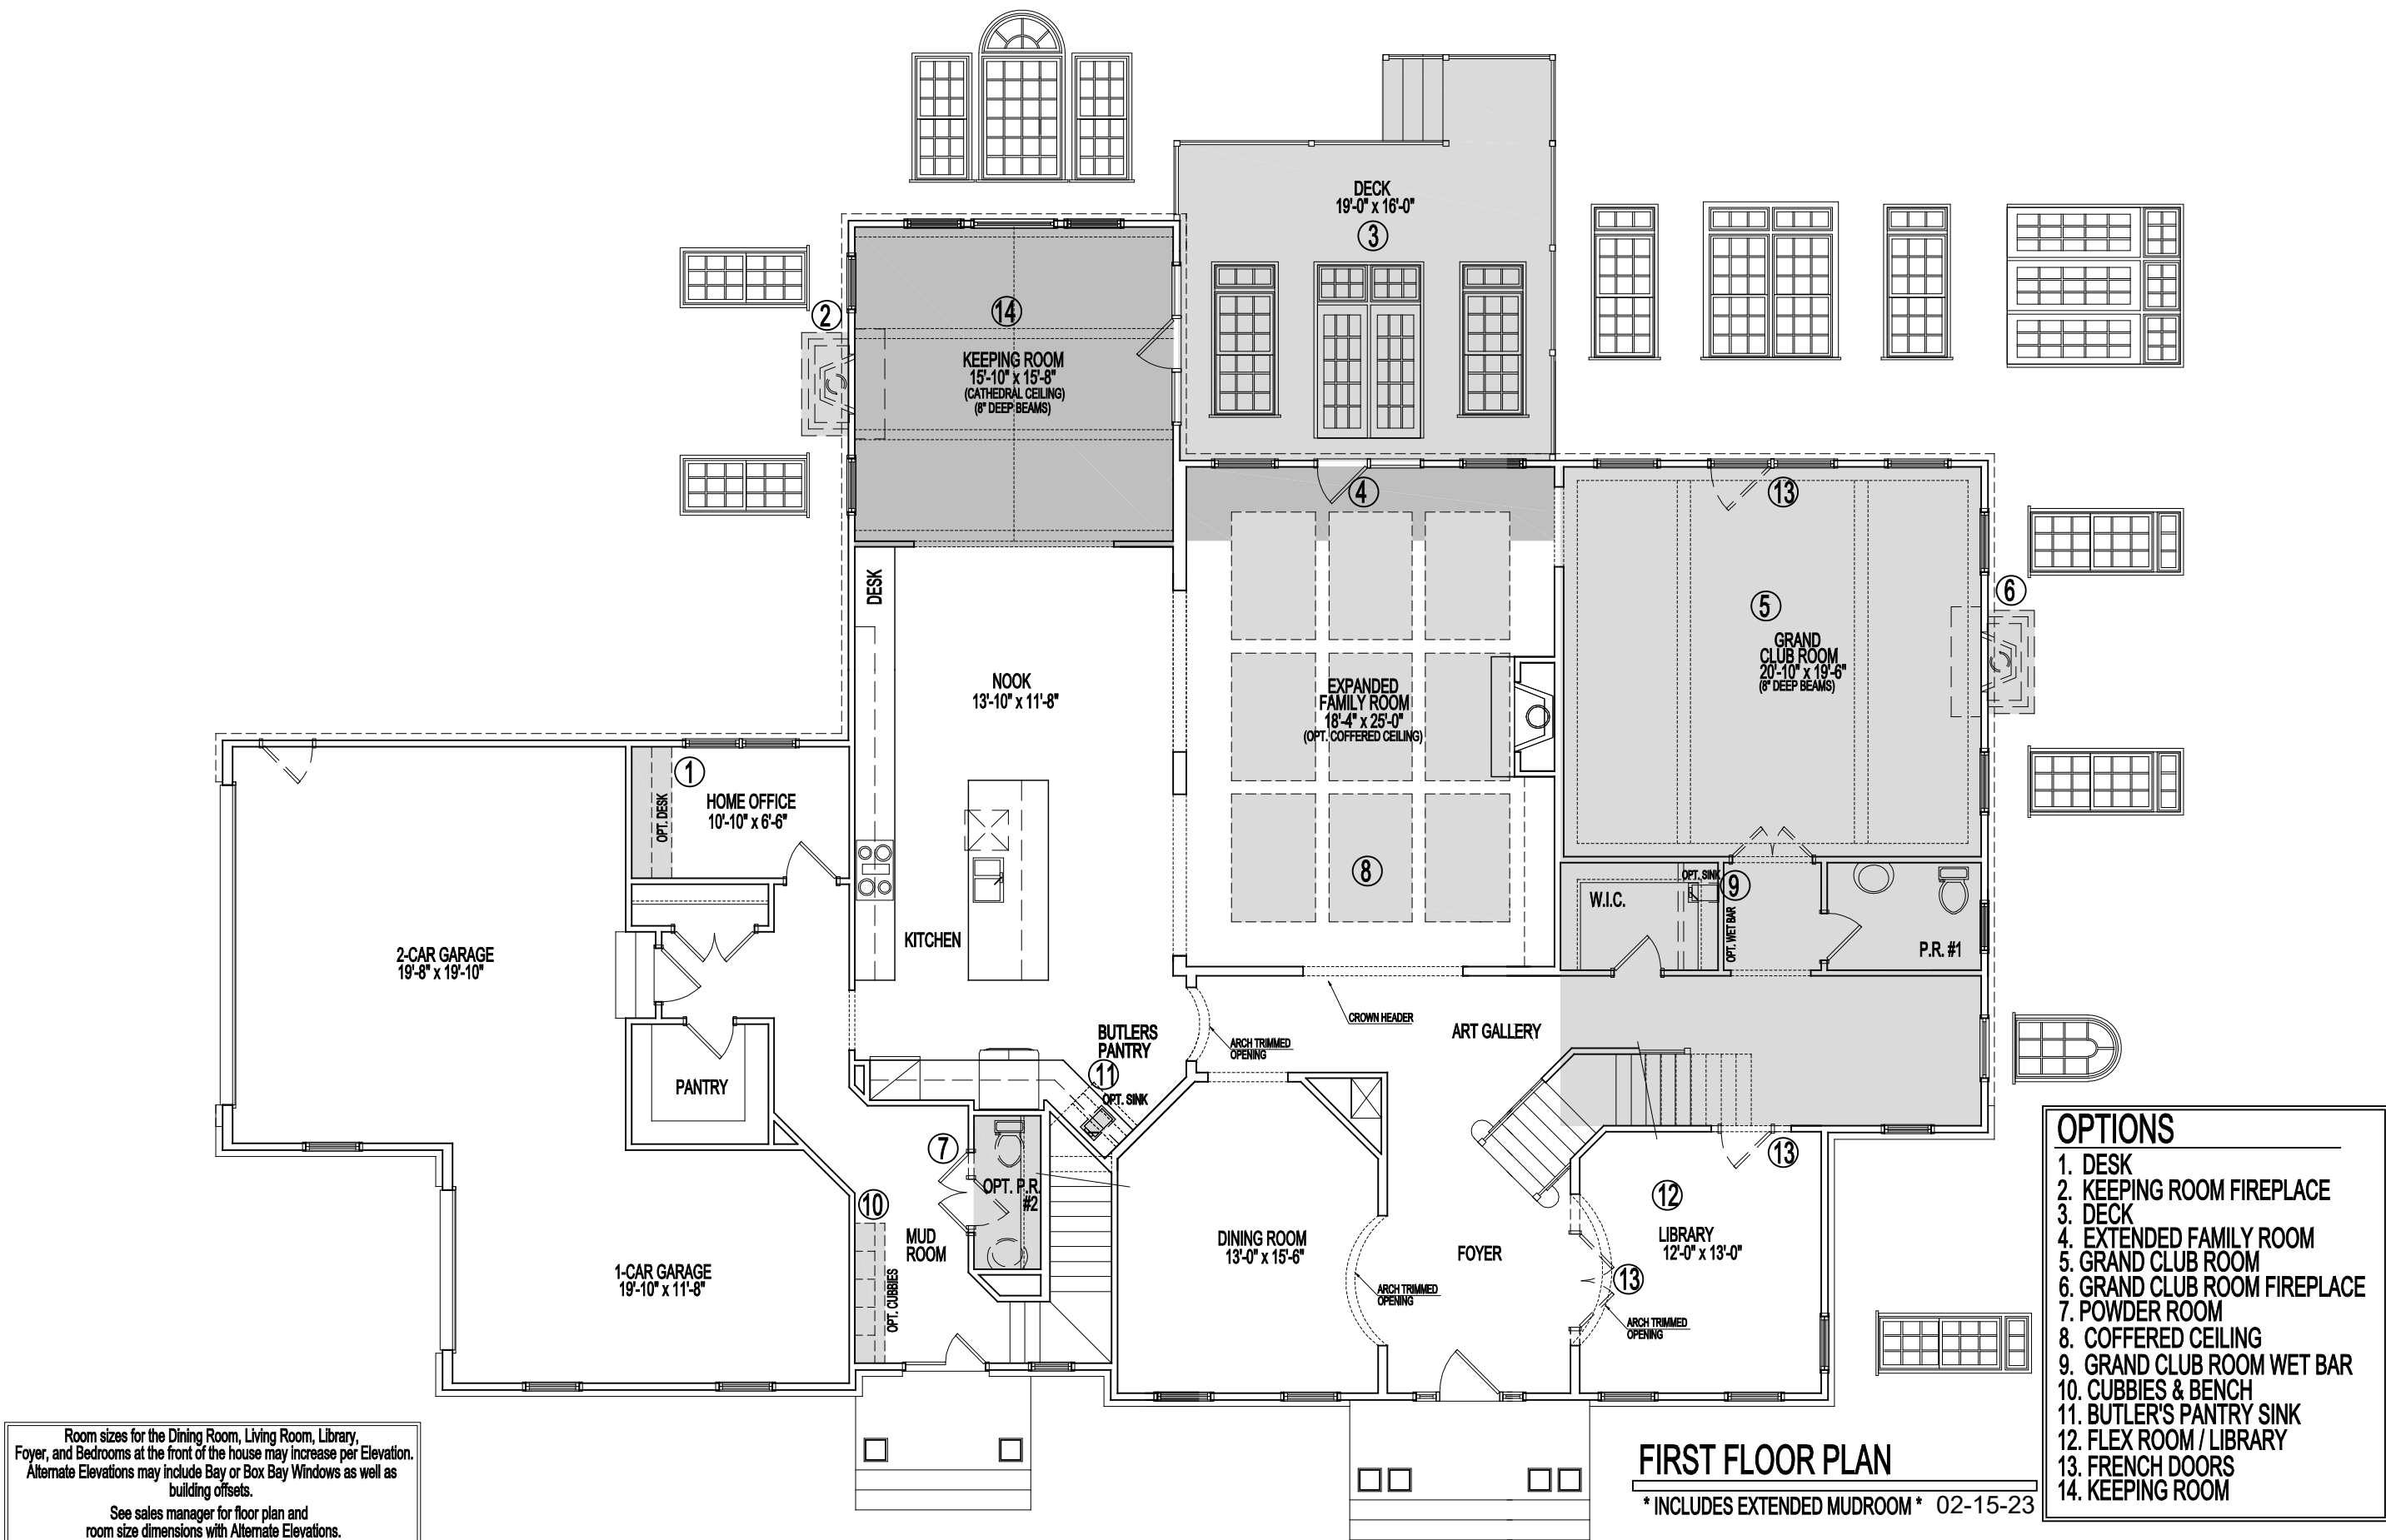 DECK
19'-0" x 16'-0"
3
2
14
KEEPING ROOM
15'-10" x 15'-8"
(CATHEDRAL CEILING)
(8" DEEP BEAMS)
4
13
DESK
5
GRAND
CLUB ROOM
20'-10" x 19'-6"
(8" DEEP BEAMS)
6
NOOK
13'-10" x 11'-8"
EXPANDED
FAMILY ROOM
18'-4" x 25'-0"
(OPT. COFFERED CEILING)
1
OPT. DESK
HOME OFFICE
10'-10" x 6'-6"
8
W.I.C.
OPT. SINK
9
OPT. WET BAR
P.R. #1
2-CAR GARAGE
19'-8" x 19'-10"
KITCHEN
CROWN HEADER
ART GALLERY
BUTLERS
PANTRY
ARCH TRIMMED
OPENING
11
OPT. SINK
PANTRY
7
OPT. P.R.
#2
10
MUD
ROOM
OPT. CUBBIES
1-CAR GARAGE
19'-10" x 11'-8"
DINING ROOM
13'-0" x 15'-6"
ARCH TRIMMED
OPENING
FOYER
13
12
LIBRARY
12'-0" x 13'-0"
13
ARCH TRIMMED
OPENING
OPTIONS
1. DESK
2. KEEPING ROOM FIREPLACE
3. DECK
4. EXTENDED FAMILY ROOM
5. GRAND CLUB ROOM
6. GRAND CLUB ROOM FIREPLACE
7. POWDER ROOM
8. COFFERED CEILING
9. GRAND CLUB ROOM WET BAR
10. CUBBIES & BENCH
11. BUTLER'S PANTRY SINK
12. FLEX ROOM / LIBRARY
13. FRENCH DOORS
14. KEEPING ROOM
Room sizes for the Dining Room, Living Room, Library,
Foyer, and Bedrooms at the front of the house may increase per Elevation.
Alternate Elevations may include Bay or Box Bay Windows as well as
building offsets.
See sales manager for floor plan and
room size dimensions with Alternate Elevations.
FIRST FLOOR PLAN
* INCLUDES EXTENDED MUDROOM * 02-15-23